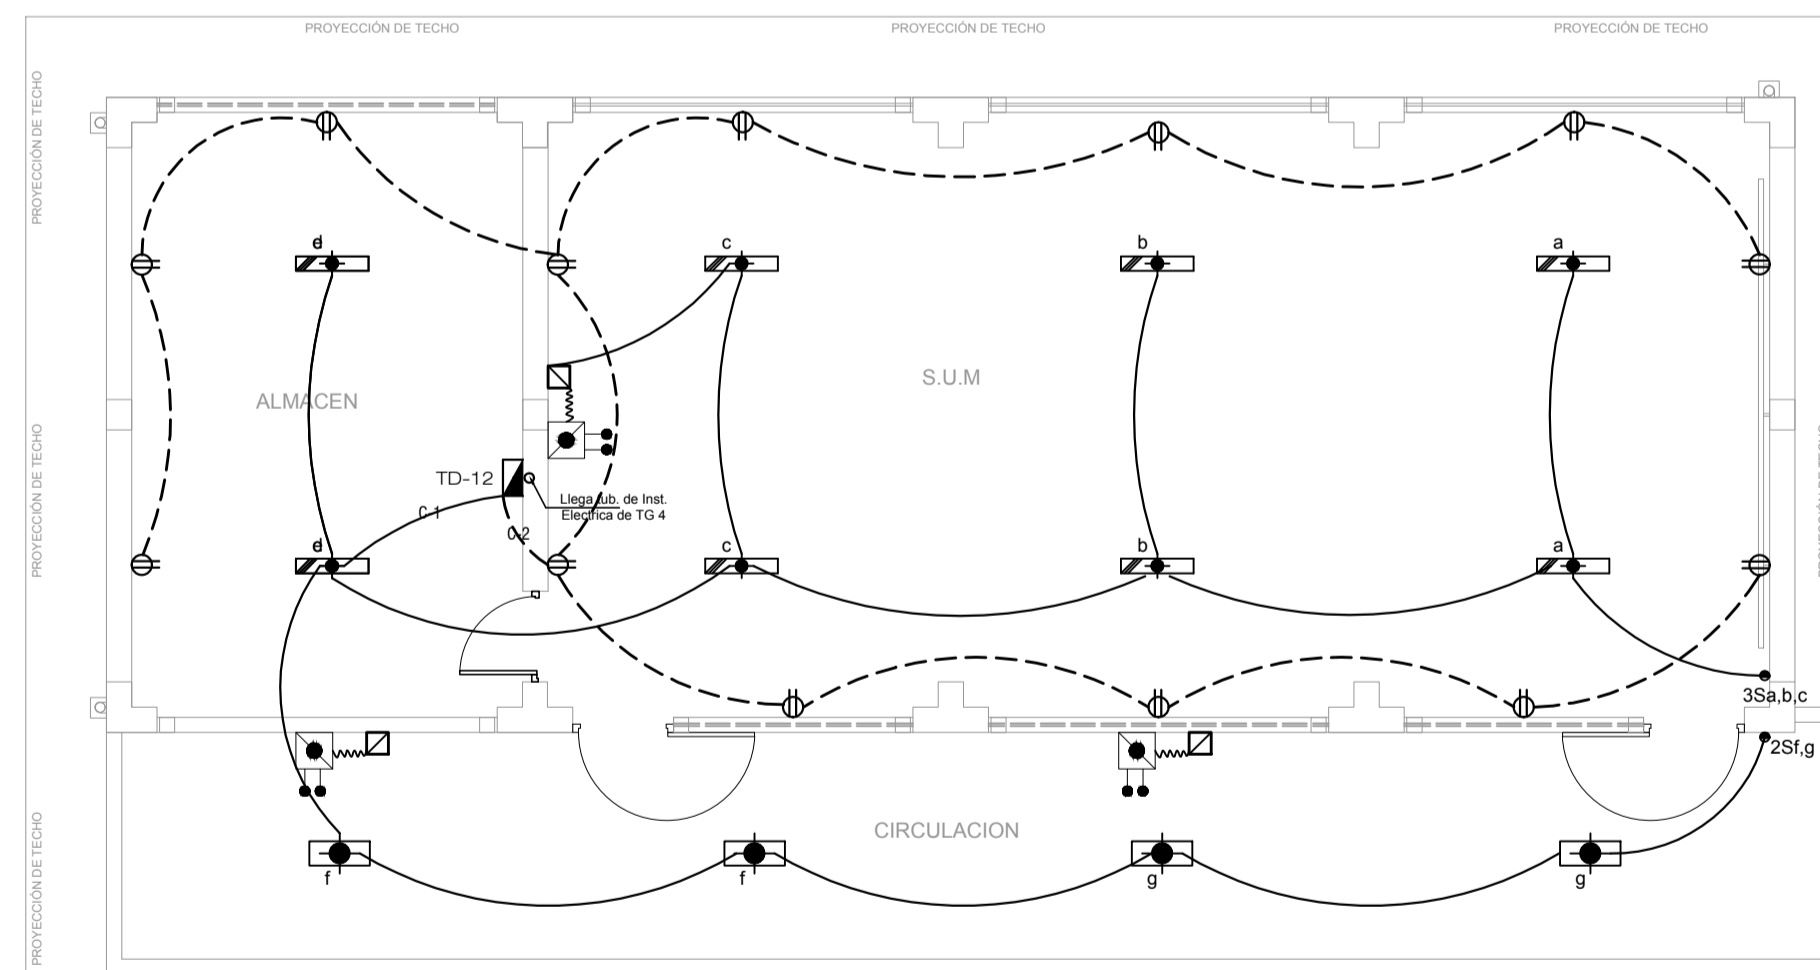 PROYECCIÓN DE TECHO
PROYECCIÓN DE TECHO
PROYECCIÓN DE TECHO
PROYECCIÓN DE TECHO
c
b
a
S.U.M
ALMACEN
PROYECCIÓN DE TECHO
TD-12
Llega tub. de Inst.
Electrica de TG 4
C-1
C-2
c
b
a
3Sa,b,c
2Sf,g
CIRCULACION
PROYECCIÓN DE TECHO
f
f
g
g